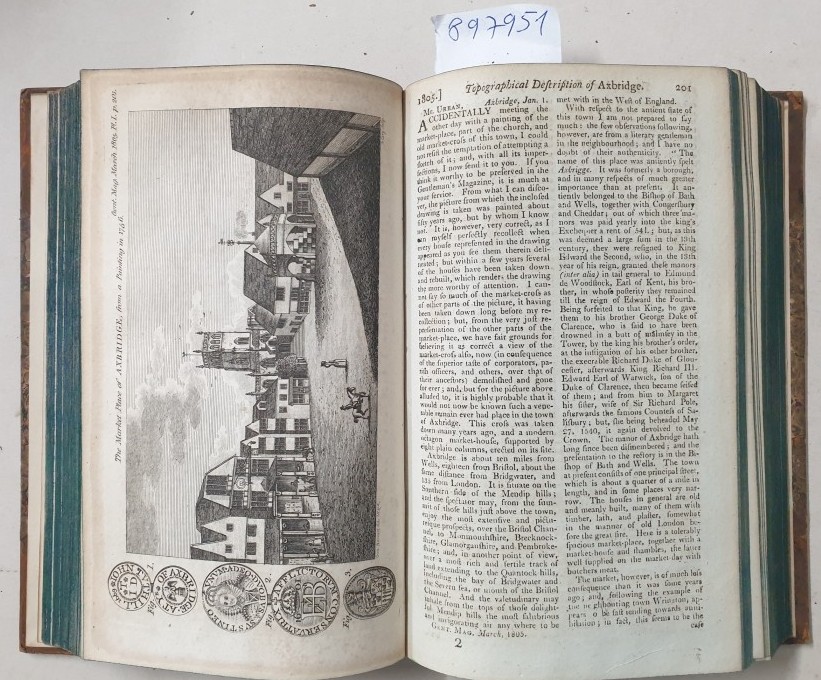 897951
The Market Place of AXBRIDGE, from a Painting in 1756.
Gent. Mag. March 1805. Pl. I. p. 201.
Fig. 1.
Fig. 2.
Fig. 3.
1805.]
Topographical Deſcription of Axbridge.
201
Mr. Urban,
Axbridge, Jan. 1.
ACCIDENTALLY meeting the
other day with a painting of the
market-place, part of the church, and
old market-croſs of this town, I could
not reſiſt the temptation of attempting a
ſketch of it; and, with all its imper-
fections, I now ſend it to you. If you
think it worthy to be preſerved in the
Gentleman's Magazine, it is much at
your ſervice. From what I can diſco-
ver, the picture from which the incloſed
drawing is taken was painted about
fifty years ago, but by whom I know
not. It is, however, very correct, as I
can myſelf perfectly recollect when
every houſe repreſented in the drawing
appeared as you ſee them therein deli-
neated; but within a few years ſeveral
of the houſes have been taken down
and rebuilt, which renders the drawing
the more worthy of attention. I can-
not ſay ſo much of the market-croſs as
of other parts of the picture, it having
been taken down long before my re-
collection; but, from the very juſt re-
preſentation of the other parts of the
market-place, we have fair grounds for
believing it as correct a view of the
market-croſs alſo, now (in conſequence
of the ſuperior taſte of corporators, pa-
riſh officers, and others, over that of
their anceſtors) demoliſhed and gone
for ever; and, but for the picture above
alluded to, it is highly probable that it
would not now be known ſuch a vene-
rable remain ever had place in the town
of Axbridge. This croſs was taken
down many years ago, and a modern
octagon market-houſe, ſupported by
eight plain columns, erected on its ſite.
Axbridge is about ten miles from
Wells, eighteen from Briſtol, about the
ſame diſtance from Bridgwater, and
from London. It is ſituate on the
Southern ſide of the Mendip hills;
and the ſpectator may, from the ſum-
mit of thoſe hills juſt above the town,
enjoy the moſt extenſive and pictu-
reſque proſpects, over the Briſtol Chan-
nel, to Monmouthſhire, Brecknock-
ſhire, Glamorganſhire, and Pembroke-
ſhire; and, in another point of view,
over a moſt rich and fertile track of
land extending to the Quantock hills,
including the bay of Bridgwater and
the Severn ſea, or mouth of the Briſtol
Channel. And the valetudinary may
inhale from the tops of thoſe delight-
ful Mendip hills the moſt ſalubrious
and invigorating air any where to be
Gent. Mag. March, 1805.
2
met with in the Weſt of England.
With reſpect to the antient ſtate of
this town I am not prepared to ſay
much: the few obſervations following,
however, are from a literary gentleman
in the neighbourhood; and I have no
doubt of their authenticity. "The
name of this place was antiently ſpelt
Axbrigge. It was formerly a borough,
and in many reſpects of much greater
importance than at preſent. It an-
tiently belonged to the Biſhop of Bath
and Wells, together with Congerſbury
and Cheddar; out of which three ma-
nors was paid yearly into the king's
Exchequer a rent of 54l.; but, as this
was deemed a large ſum in the 13th
century, they were reſigned to King
Edward the Second, who, in the 13th
year of his reign, granted theſe manors
(inter alia) in tail general to Edmund
de Woodſtock, Earl of Kent, his bro-
ther, in whoſe poſterity they remained
till the reign of Edward the Fourth.
Being forfeited to that King, he gave
them to his brother George Duke of
Clarence, who is ſaid to have been
drowned in a butt of malmſey in the
Tower, by the king his brother's order,
at the inſtigation of his other brother,
the execrable Richard Duke of Glou-
ceſter, afterwards King Richard III.
Edward Earl of Warwick, ſon of the
Duke of Clarence, then became ſeiſed
of them; and from him to Margaret
his ſiſter, wife of Sir Richard Pole,
afterwards the famous Counteſs of Sa-
liſbury; but, ſhe being beheaded May
27, 1540, it again devolved to the
Crown. The manor of Axbridge hath
long ſince been diſmembered; and the
preſentation to the rectory is in the Bi-
ſhop of Bath and Wells. The town
at preſent conſiſts of one principal ſtreet,
which is about a quarter of a mile in
length, and in ſome places very nar-
row. The houſes in general are old
and meanly built, many of them with
timber, lath, and plaſter, ſomewhat
in the manner of old London be-
fore the great fire. Here is a tolerably
ſpacious market-place, together with a
market-houſe and ſhambles, the latter
well ſupplied on the market-day with
butchers meat.
The market, however, is of much leſs
conſequence than it was ſome years
ago; and, following the example of
the neighbouting town Wrington, ap-
pears to be faſt tending towards anni-
hilation; in fact, this ſeems to be the
caſe